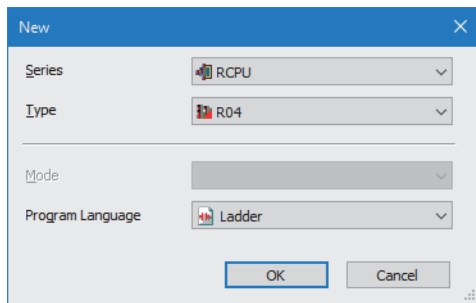 New
Series RCPU
Type R04
Mode
Program Language Ladder
OK Cancel